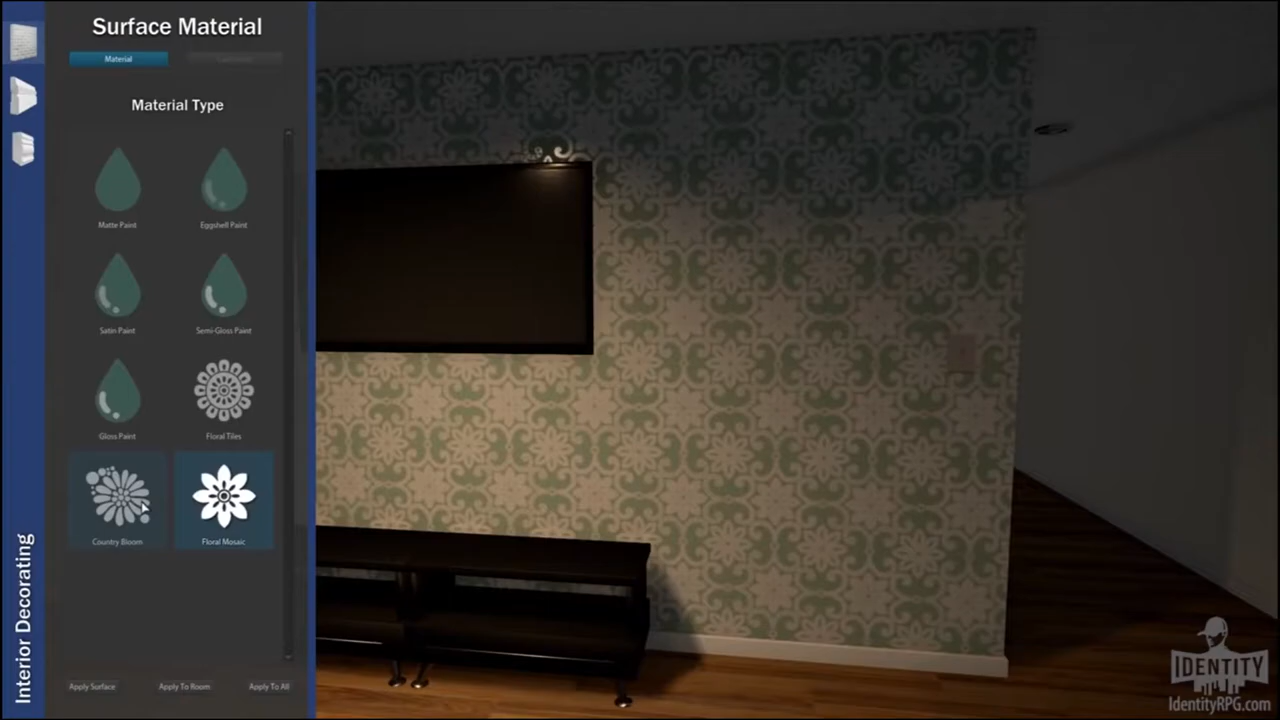 Surface Material
Material
Material Type
Matte Paint
Eggshell Paint
Satin Paint
Semi-Gloss Paint
Gloss Paint
Floral Tiles
Country Bloom
Floral Mosaic
Apply Surface
Apply To Room
Apply To All
Interior Decorating
IDENTITY
IdentityRPG.com